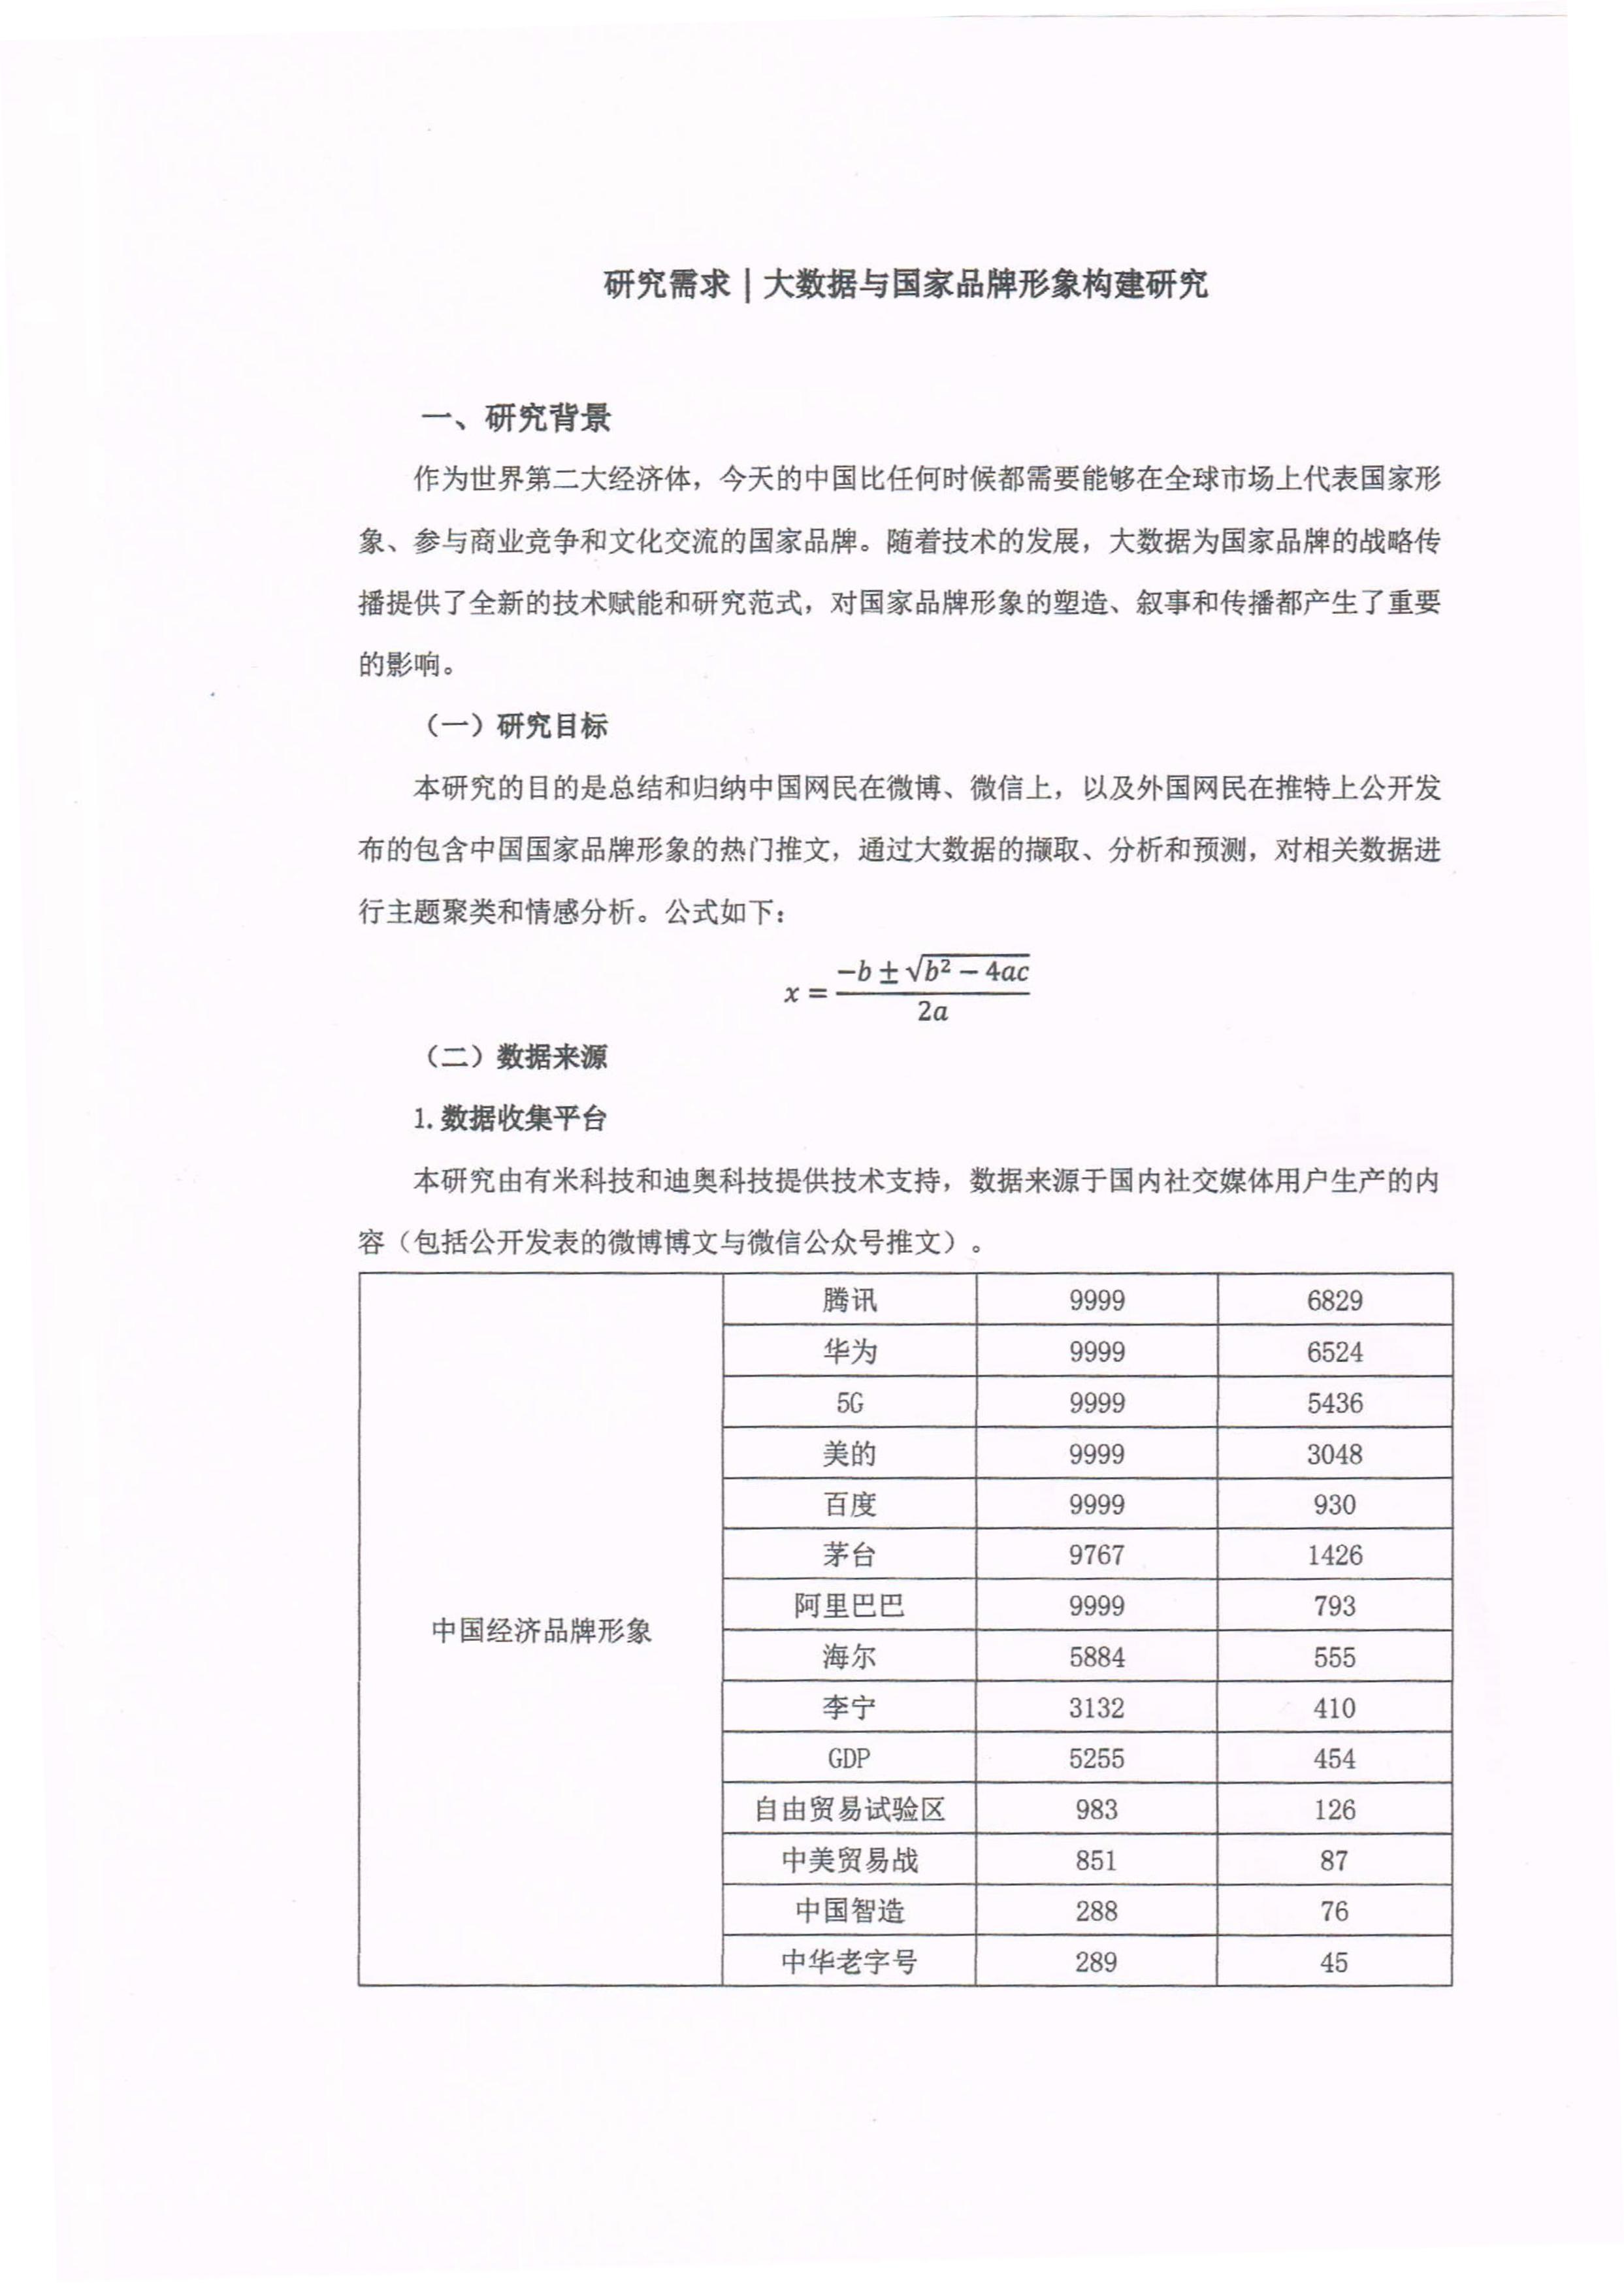 研究需求｜大数据与国家品牌形象构建研究
一、研究背景
作为世界第二大经济体，今天的中国比任何时候都需要能够在全球市场上代表国家形
象、参与商业竞争和文化交流的国家品牌。随着技术的发展，大数据为国家品牌的战略传
播提供了全新的技术赋能和研究范式，对国家品牌形象的塑造、叙事和传播都产生了重要
的影响。
（一）研究目标
本研究的目的是总结和归纳中国网民在微博、微信上，以及外国网民在推特上公开发
布的包含中国国家品牌形象的热门推文，通过大数据的撷取、分析和预测，对相关数据进
行主题聚类和情感分析。公式如下：
x = (−b ± √(b² − 4ac)) / 2a
（二）数据来源
1.数据收集平台
本研究由有米科技和迪奥科技提供技术支持，数据来源于国内社交媒体用户生产的内
容（包括公开发表的微博博文与微信公众号推文）。
中国经济品牌形象
腾讯 9999 6829
华为 9999 6524
5G 9999 5436
美的 9999 3048
百度 9999 930
茅台 9767 1426
阿里巴巴 9999 793
海尔 5884 555
李宁 3132 410
GDP 5255 454
自由贸易试验区 983 126
中美贸易战 851 87
中国智造 288 76
中华老字号 289 45